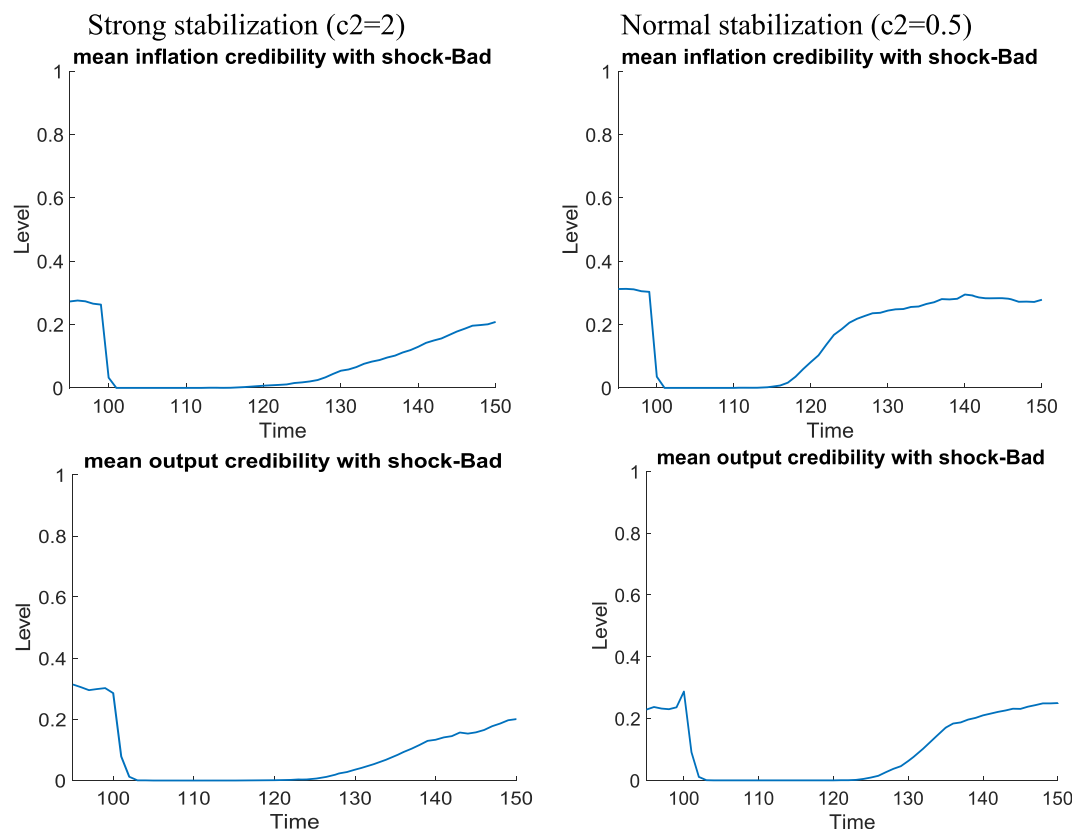 Strong stabilization (c2=2)
Normal stabilization (c2=0.5)
mean inflation credibility with shock-Bad
1
0.8
0.6
0.4
0.2
0
Level
100 110 120 130 140 150
Time
mean inflation credibility with shock-Bad
1
0.8
0.6
0.4
0.2
0
Level
100 110 120 130 140 150
Time
mean output credibility with shock-Bad
1
0.8
0.6
0.4
0.2
0
Level
100 110 120 130 140 150
Time
mean output credibility with shock-Bad
1
0.8
0.6
0.4
0.2
0
Level
100 110 120 130 140 150
Time